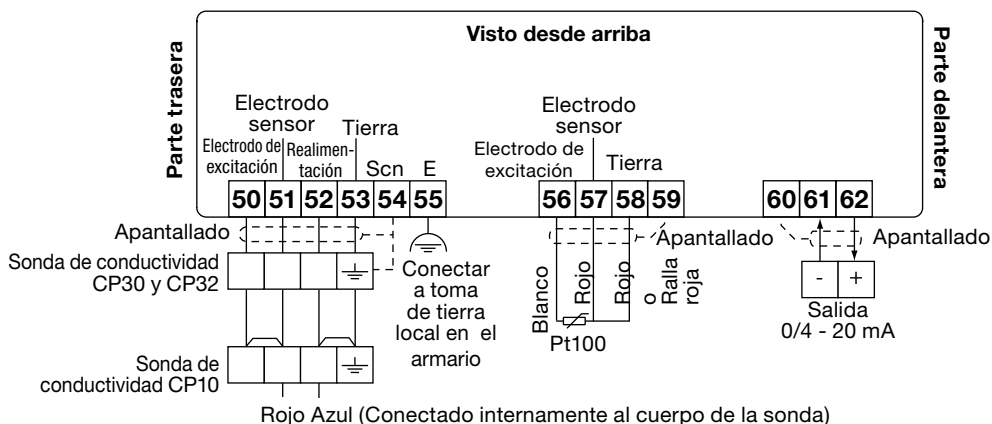 Visto desde arriba
Parte trasera
Parte delantera
Electrodo
sensor
Tierra
Electrodo de
excitación
Realimen-
tación
Scn
E
50 51 52 53 54 55
Electrodo
sensor
Electrodo de
excitación
Tierra
56 57 58 59
60 61 62
Apantallado
Sonda de conductividad
CP30 y CP32
Conectar
a toma
de tierra
local en el
armario
Apantallado
Blanco
Rojo
Rojo
o Ralla
roja
Pt100
Apantallado
- +
Salida
0/4 - 20 mA
Sonda de
conductividad CP10
Rojo Azul (Conectado internamente al cuerpo de la sonda)